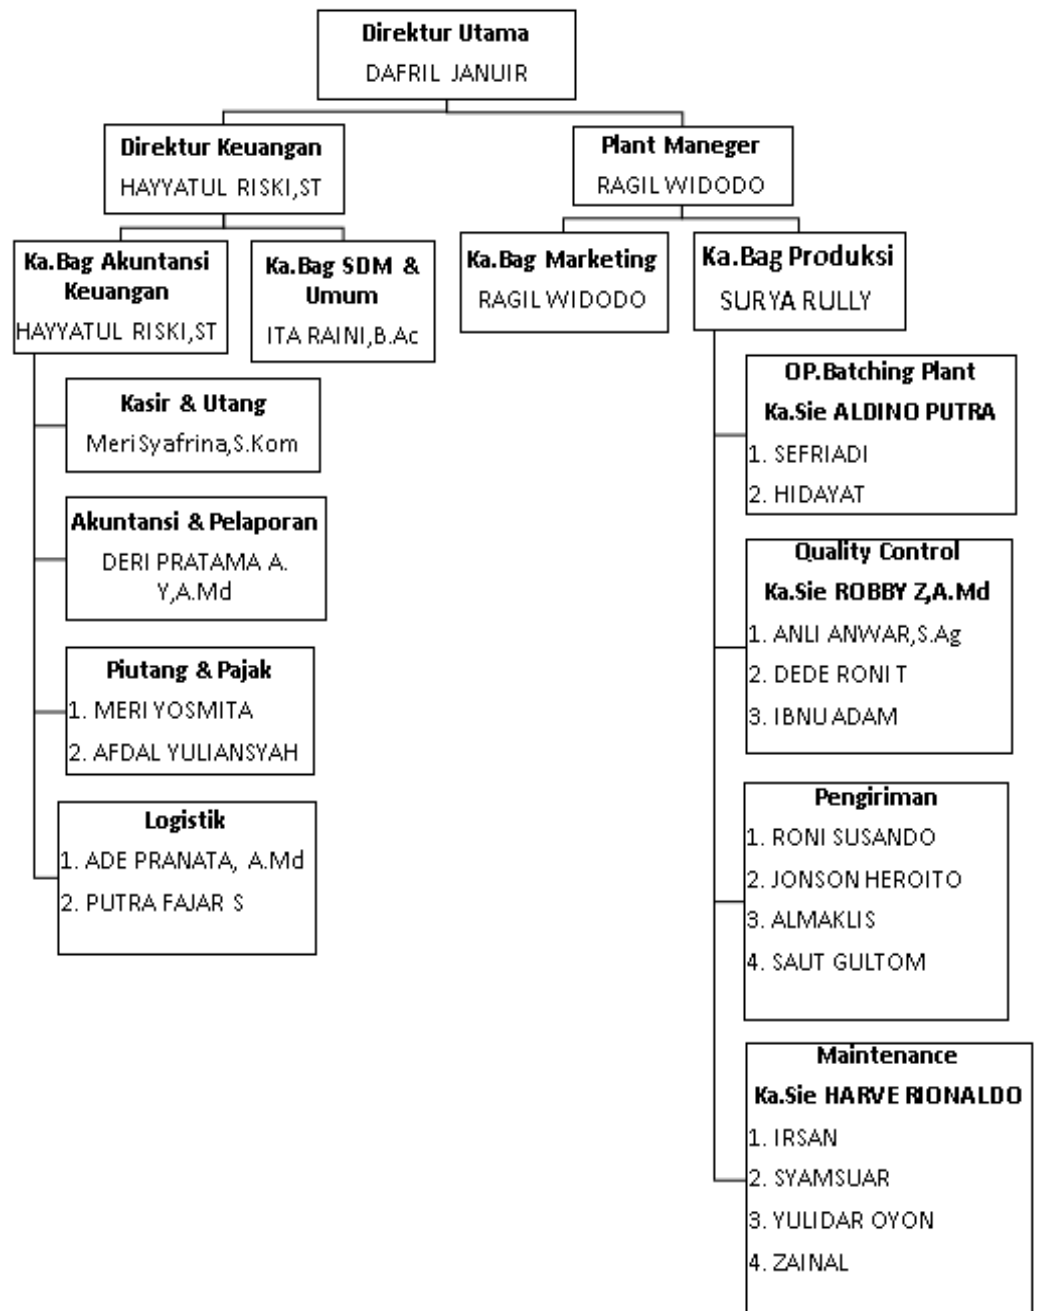 Direktur Utama
DAFRIL JANUIR
Direktur Keuangan
HAYYATUL RISKI,ST
Plant Maneger
RAGIL WIDODO
Ka.Bag Akuntansi
Keuangan
HAYYATUL RISKI,ST
Ka.Bag SDM &
Umum
ITA RAINI,B.Ac
Ka.Bag Marketing
RAGIL WIDODO
Ka.Bag Produksi
SURYA RULLY
Kasir & Utang
Meri Syafrina,S.Kom
Akuntansi & Pelaporan
DERI PRATAMA A.
Y,A.Md
Piutang & Pajak
1. MERI YOSMITA
2. AFDAL YULIANSYAH
Logistik
1. ADE PRANATA, A.Md
2. PUTRA FAJAR S
OP.Batching Plant
Ka.Sie ALDINO PUTRA
1. SEFRIADI
2. HIDAYAT
Quality Control
Ka.Sie ROBBY Z,A.Md
1. ANLI ANWAR,S.Ag
2. DEDE RONI T
3. IBNU ADAM
Pengiriman
1. RONI SUSANDO
2. JONSON HEROITO
3. ALMAKLIS
4. SAUT GULTOM
Maintenance
Ka.Sie HARVE RIONALDO
1. IRSAN
2. SYAMSUAR
3. YULIDAR OYON
4. ZAINAL